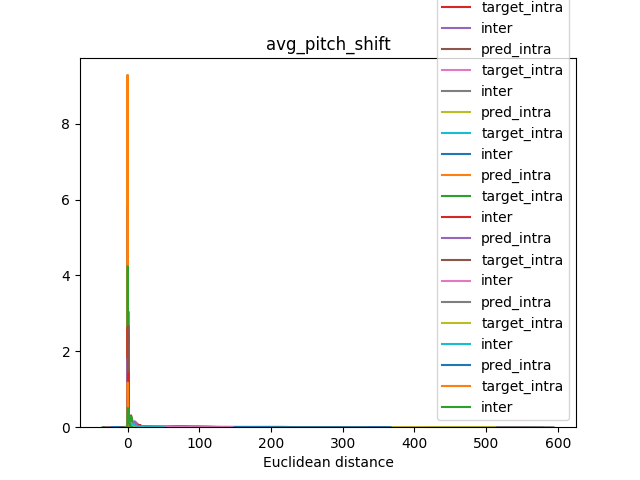 avg_pitch_shift
target_intra
inter
pred_intra
target_intra
inter
pred_intra
target_intra
inter
pred_intra
target_intra
inter
pred_intra
target_intra
inter
pred_intra
target_intra
inter
pred_intra
target_intra
inter
8
6
4
2
0
0 100 200 300 400 500 600
Euclidean distance